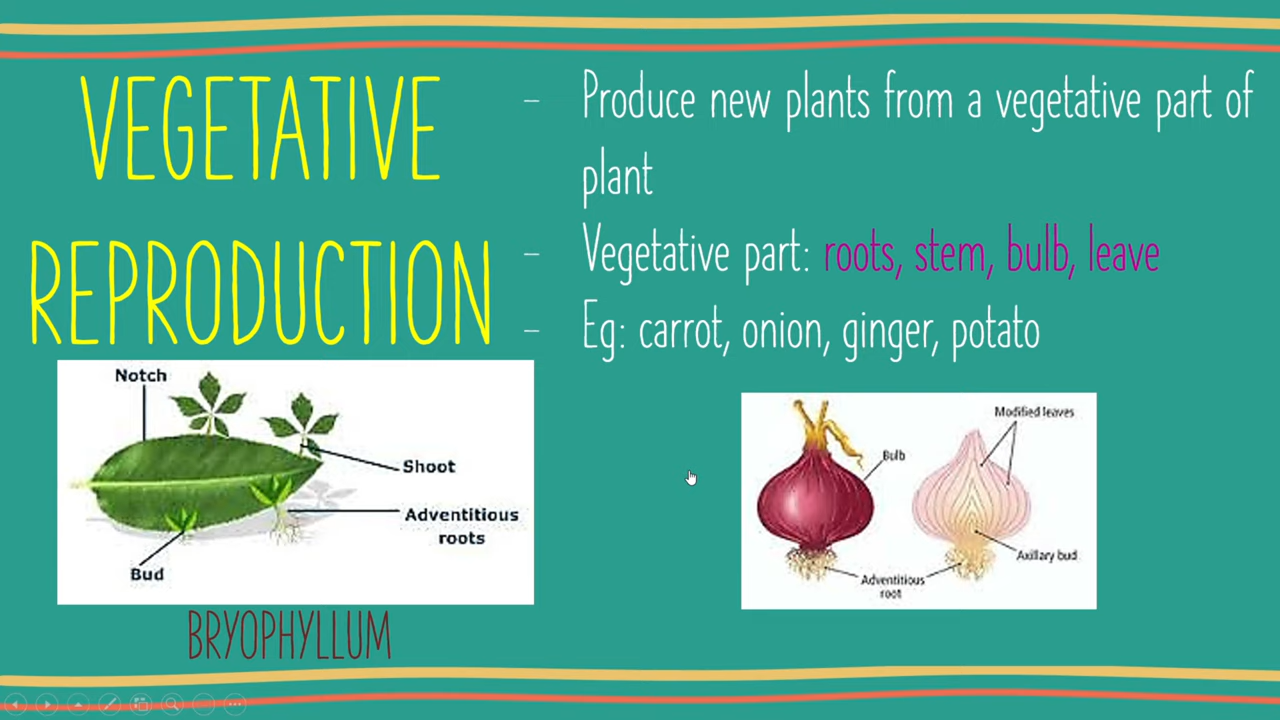 VEGETATIVE
REPRODUCTION
- Produce new plants from a vegetative part of
plant
- Vegetative part: roots, stem, bulb, leave
- Eg: carrot, onion, ginger, potato
Notch
Shoot
Adventitious
roots
Bud
BRYOPHYLLUM
Modified leaves
Bulb
Axillary bud
Adventitious
root